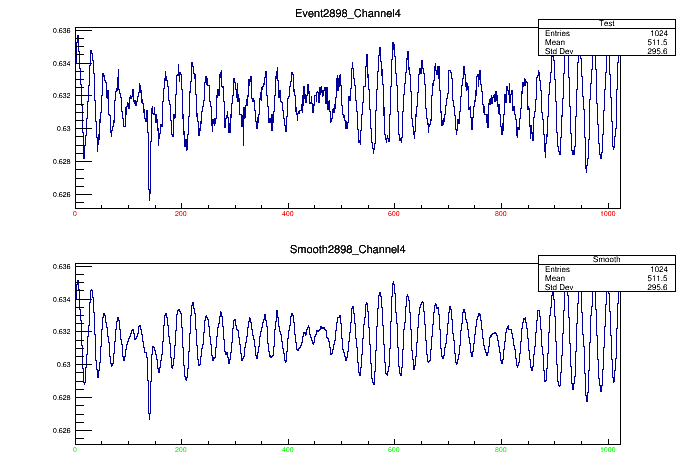 Event2898_Channel4
Test
Entries 1024
Mean 511.5
Std Dev 295.6
0.636
0.634
0.632
0.63
0.628
0.626
0 200 400 600 800 1000
Smooth2898_Channel4
Smooth
Entries 1024
Mean 511.5
Std Dev 295.6
0.636
0.634
0.632
0.63
0.628
0.626
0 200 400 600 800 1000